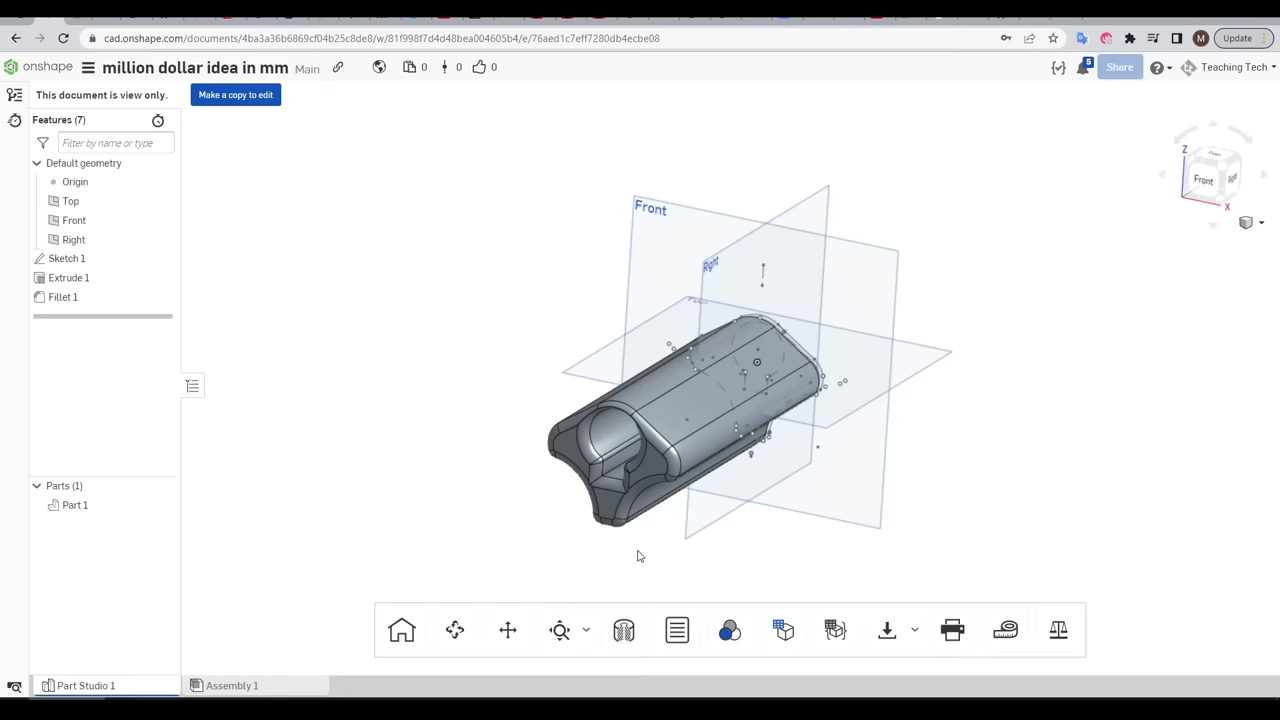 cad.onshape.com/documents/4ba3a36b6869cf04b25c8de8/w/81f998f7d4d48bea004605b4/e/76aed1c7eff7280db4ecbe08
M
Update
onshape
million dollar idea in mm
Main
0
0
0
5
Share
Teaching Tech
This document is view only.
Make a copy to edit
Features (7)
Filter by name or type
Default geometry
Origin
Top
Front
Right
Sketch 1
Extrude 1
Fillet 1
Parts (1)
Part 1
Front
Right
Z
Front
Right
X
Part Studio 1
Assembly 1